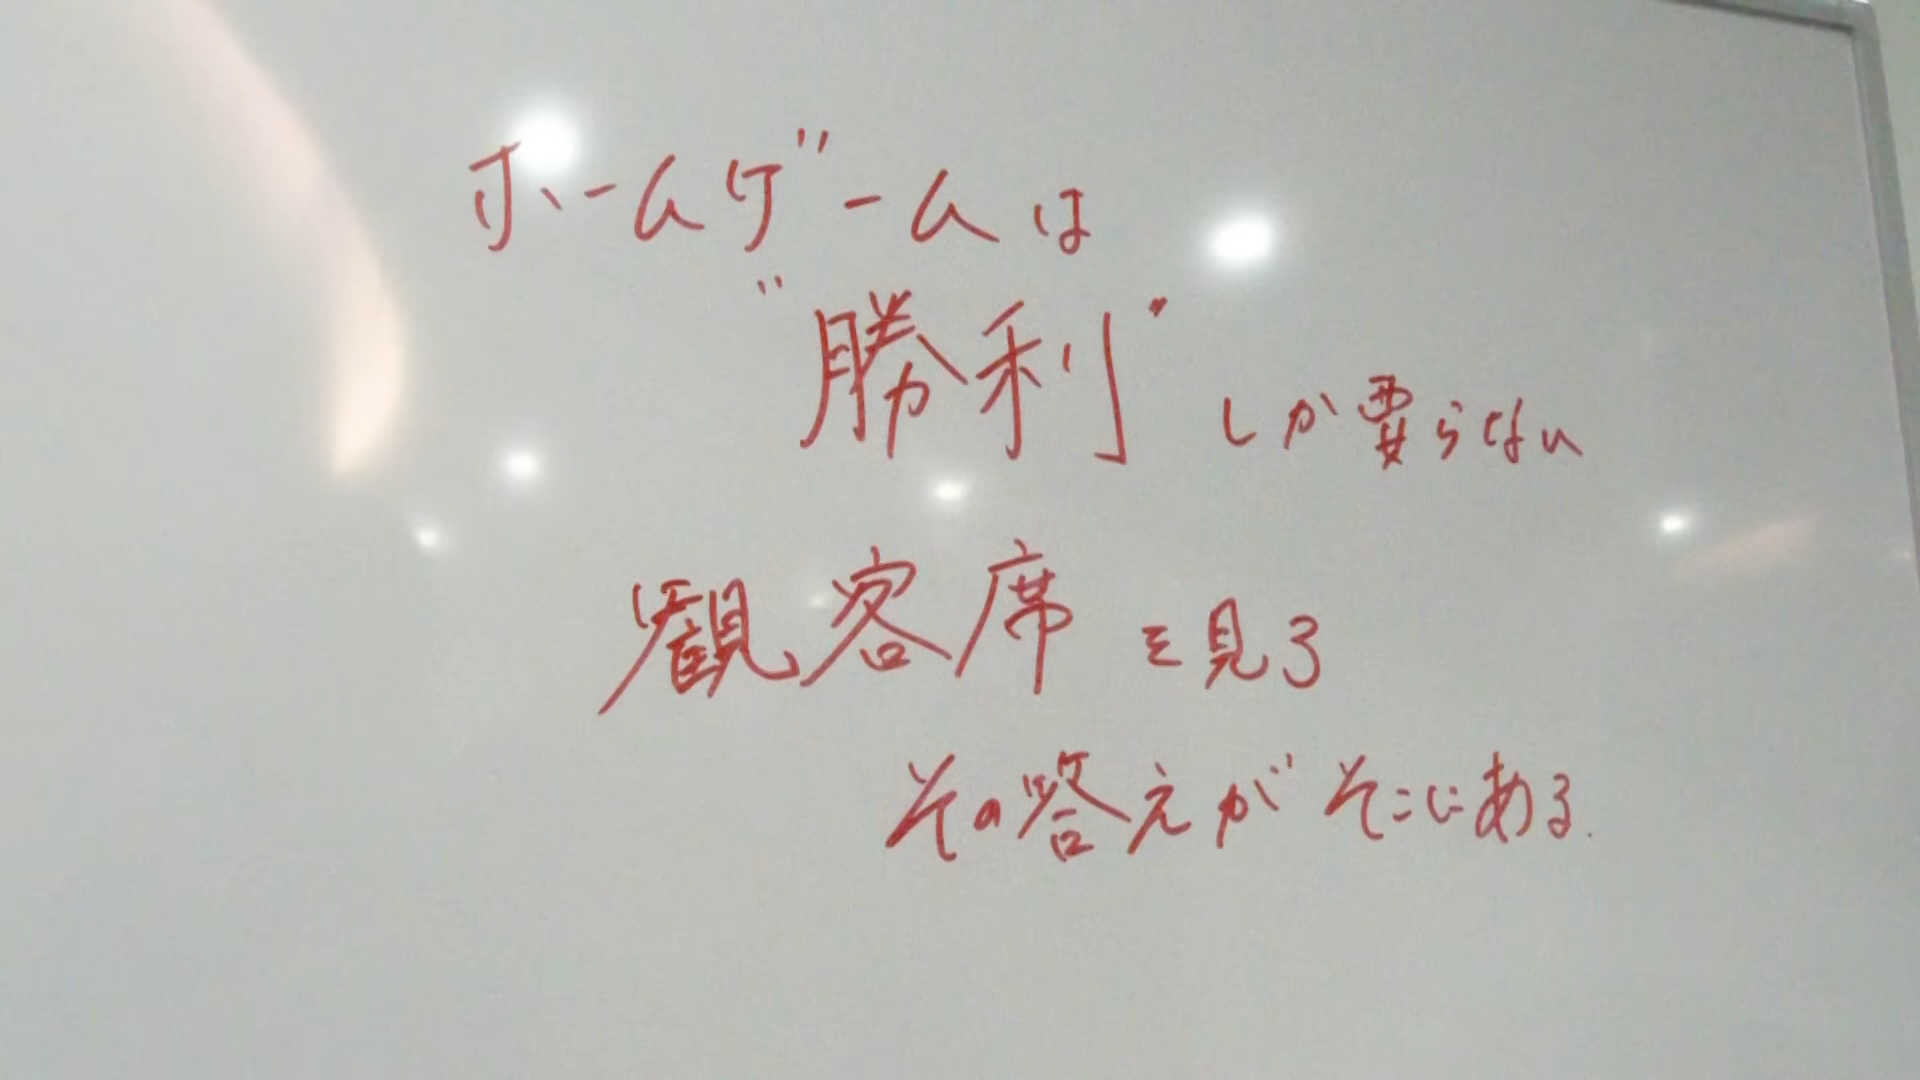 ホームゲームは
"勝利"しか要らない
観客席を見ろ
その答えがそこにある.